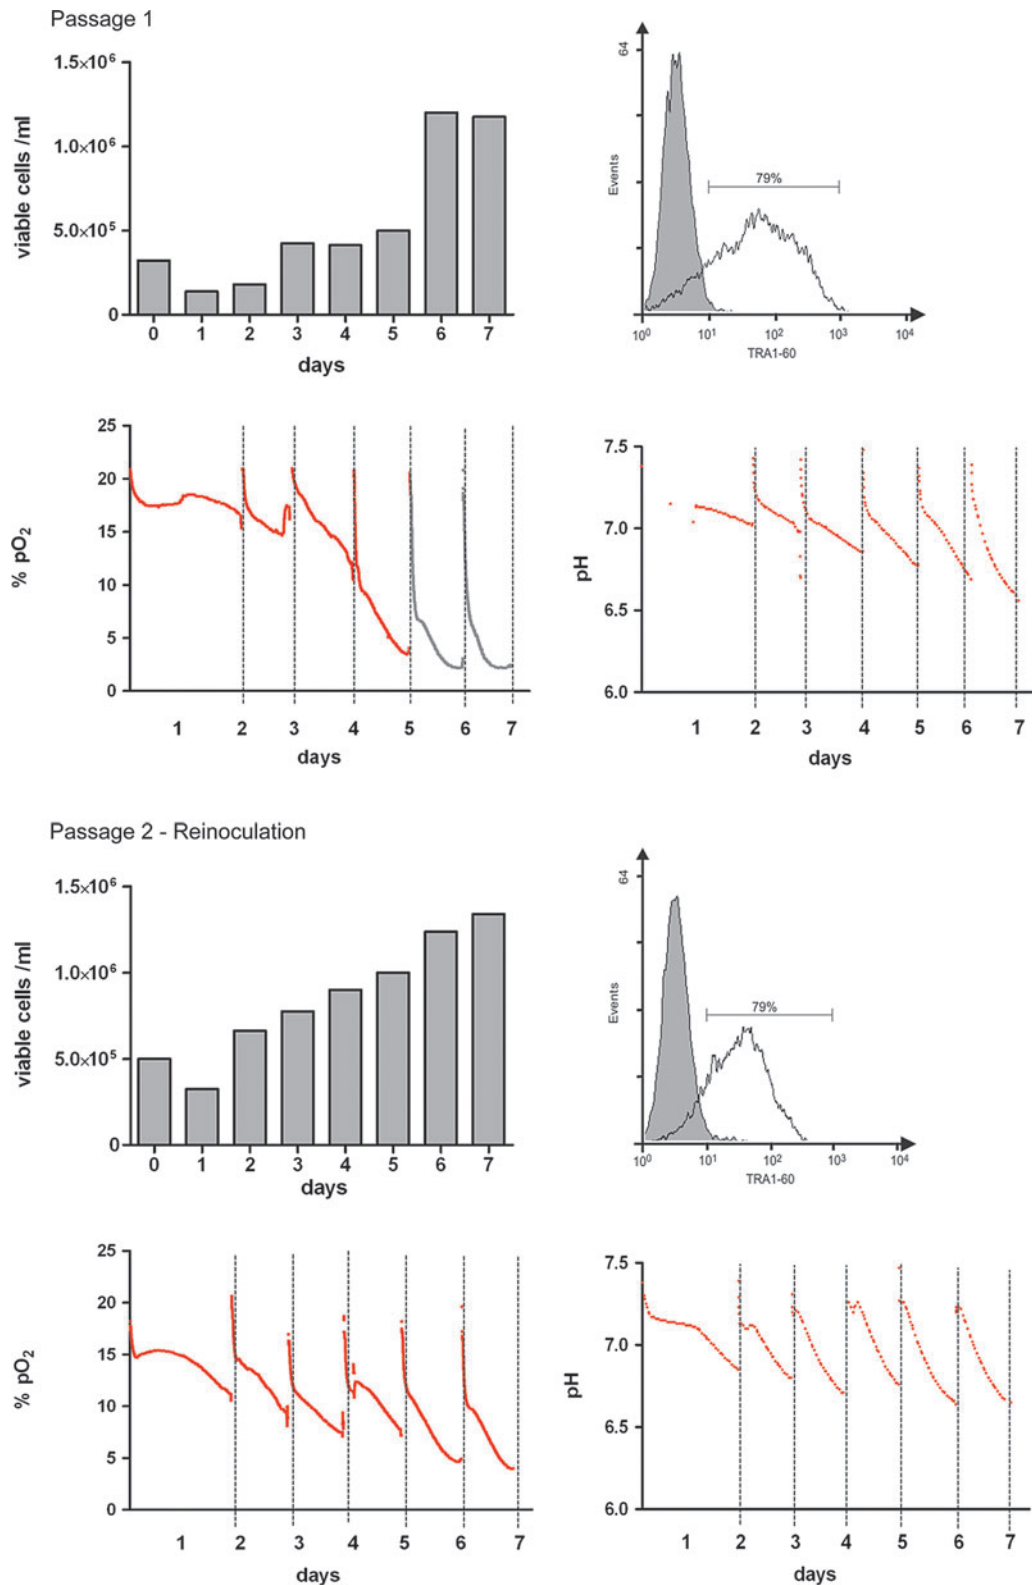 Passage 1
viable cells /ml
1.5×10⁶
1.0×10⁶
5.0×10⁵
0
0 1 2 3 4 5 6 7
days
Events
64
79%
10⁰ 10¹ 10² 10³ 10⁴
TRA1-60
% pO₂
25
20
15
10
5
0
1 2 3 4 5 6 7
days
pH
7.5
7.0
6.5
6.0
1 2 3 4 5 6 7
days
Passage 2 - Reinoculation
viable cells /ml
1.5×10⁶
1.0×10⁶
5.0×10⁵
0
0 1 2 3 4 5 6 7
days
Events
64
79%
10⁰ 10¹ 10² 10³ 10⁴
TRA1-60
% pO₂
25
20
15
10
5
0
1 2 3 4 5 6 7
days
pH
7.5
7.0
6.5
6.0
1 2 3 4 5 6 7
days